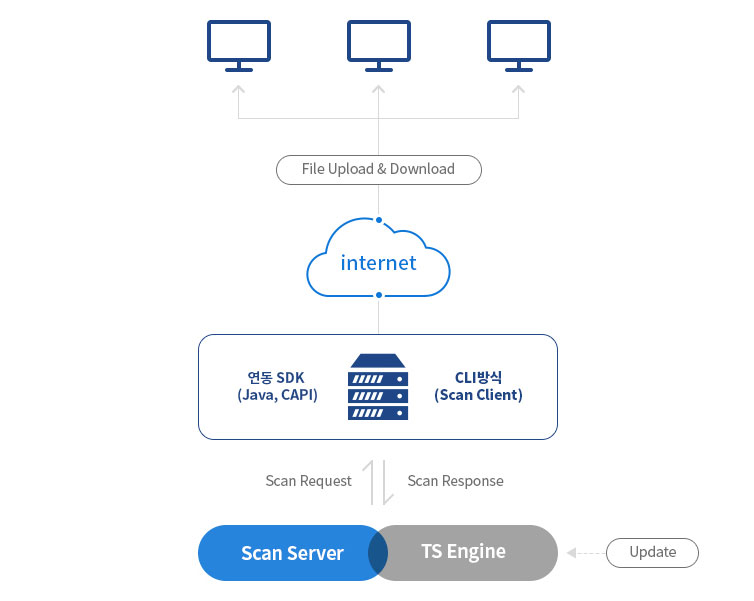 File Upload & Download
internet
연동 SDK
(Java, CAPI)
CLI방식
(Scan Client)
Scan Request
Scan Response
Scan Server
TS Engine
Update